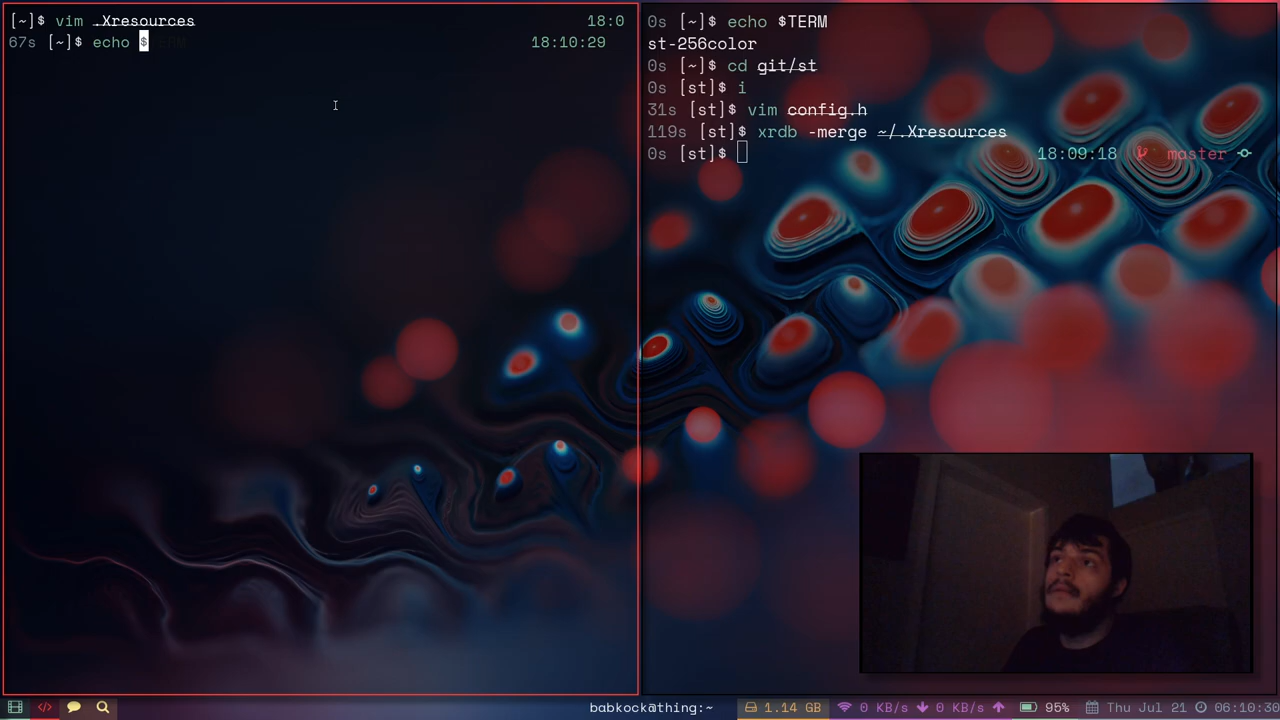 [~]$ vim .Xresources 18:0
67s [~]$ echo $TERM 18:10:29
0s [~]$ echo $TERM
st-256color
0s [~]$ cd git/st
0s [st]$ i
31s [st]$ vim config.h
119s [st]$ xrdb -merge ~/.Xresources
0s [st]$ 18:09:18 master
</> babkock@thing:~ 1.14 GB 0 KB/s 0 KB/s 95% Thu Jul 21 06:10:30